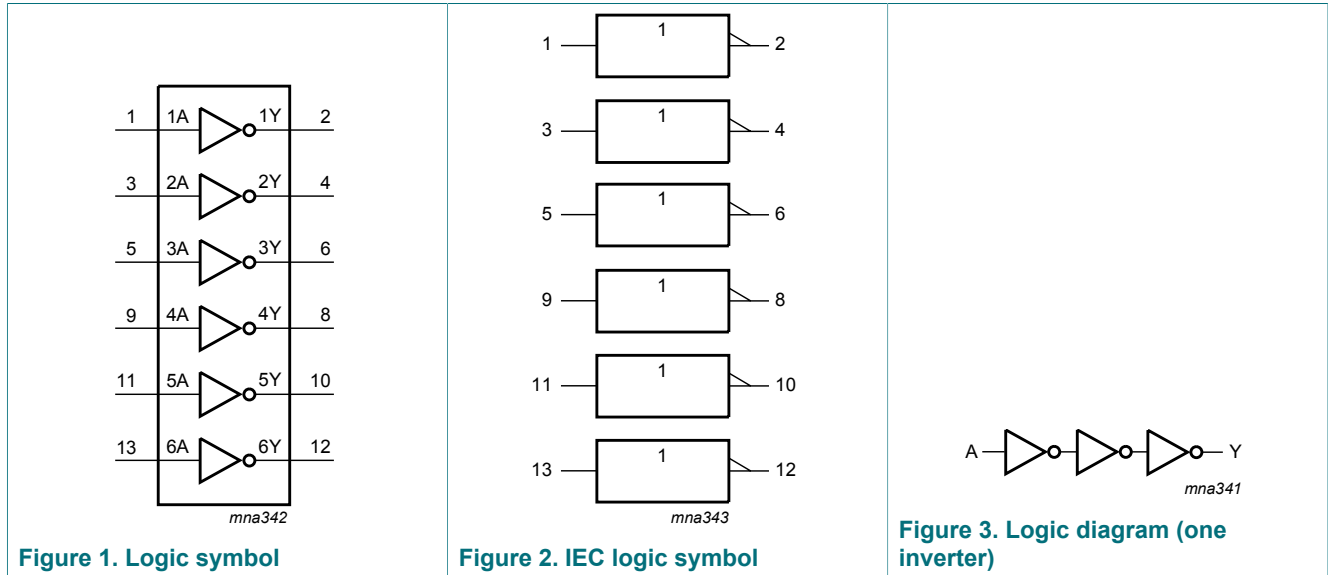 1 1A 1Y 2
3 2A 2Y 4
5 3A 3Y 6
9 4A 4Y 8
11 5A 5Y 10
13 6A 6Y 12
mna342
Figure 1. Logic symbol
1 1 2
3 1 4
5 1 6
9 1 8
11 1 10
13 1 12
mna343
Figure 2. IEC logic symbol
A Y
mna341
Figure 3. Logic diagram (one
inverter)